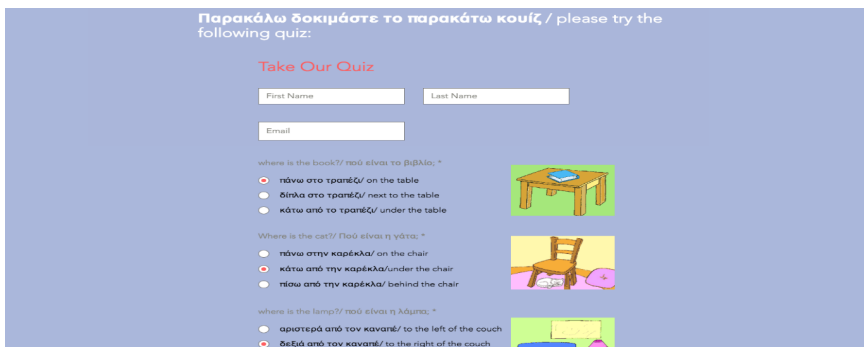 Παρακάλω δοκιμάστε το παρακάτω κουίζ / please try the
following quiz:
Take Our Quiz
First Name
Last Name
Email
where is the book?/ πού είναι το βιβλίο; *
πάνω στο τραπέζι/ on the table
δίπλα στο τραπέζι/ next to the table
κάτω από το τραπέζι/ under the table
Where is the cat?/ Πού είναι η γάτα; *
πάνω στην καρέκλα/ on the chair
κάτω από την καρέκλα/under the chair
πίσω από την καρέκλα/ behind the chair
where is the lamp?/ πού είναι η λάμπα; *
αριστερά από τον καναπέ/ to the left of the couch
δεξιά από τον καναπέ/ to the right of the couch